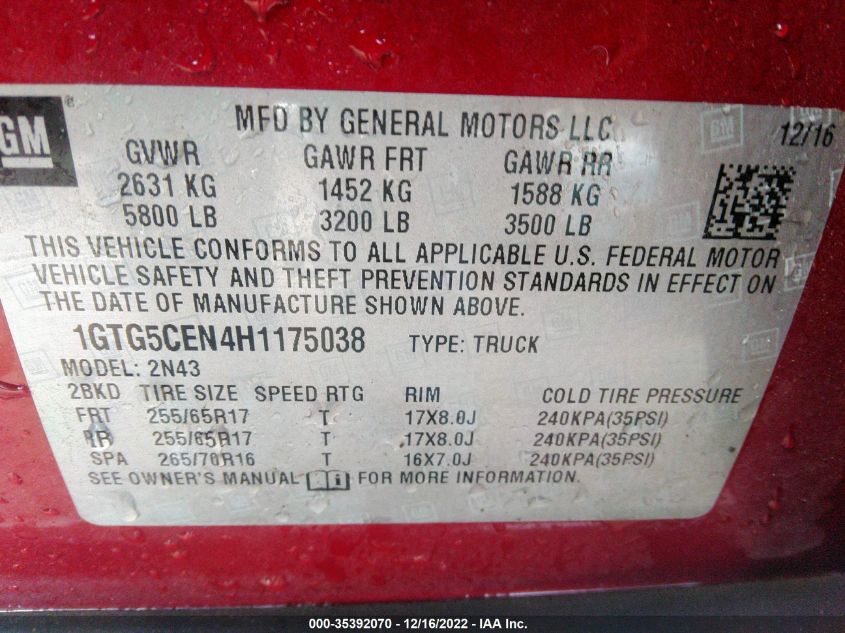 GM ®
MFD BY GENERAL MOTORS LLC 12/16
GVWR GAWR FRT GAWR RR
2631 KG 1452 KG 1588 KG
5800 LB 3200 LB 3500 LB
THIS VEHICLE CONFORMS TO ALL APPLICABLE U.S. FEDERAL MOTOR
VEHICLE SAFETY AND THEFT PREVENTION STANDARDS IN EFFECT ON
THE DATE OF MANUFACTURE SHOWN ABOVE.
1GTG5CEN4H1175038 TYPE: TRUCK
MODEL: 2N43
2BKD TIRE SIZE SPEED RTG RIM COLD TIRE PRESSURE
FRT 255/65R17 T 17X8.0J 240KPA(35PSI)
RR 255/65R17 T 17X8.0J 240KPA(35PSI)
SPA 265/70R16 T 16X7.0J 240KPA(35PSI)
SEE OWNER'S MANUAL FOR MORE INFORMATION.
000-35392070 - 12/16/2022 - IAA Inc.